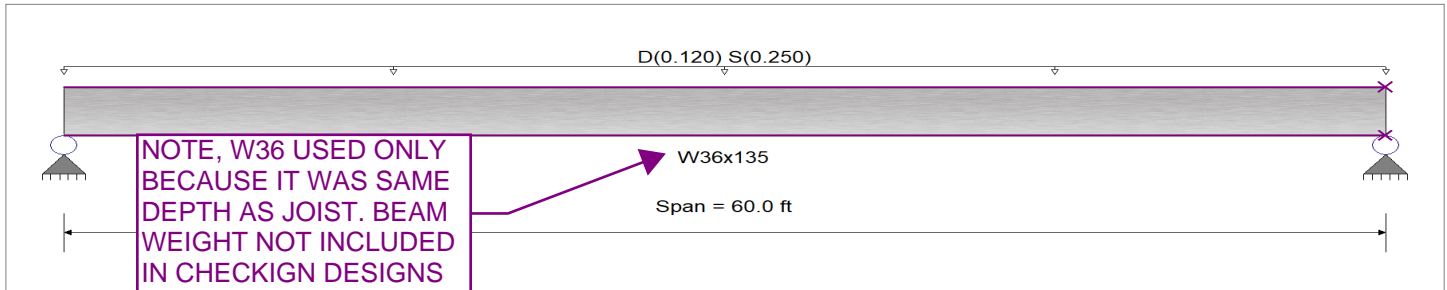 D(0.120) S(0.250)
NOTE, W36 USED ONLY
BECAUSE IT WAS SAME
DEPTH AS JOIST. BEAM
WEIGHT NOT INCLUDED
IN CHECKIGN DESIGNS
W36x135
Span = 60.0 ft